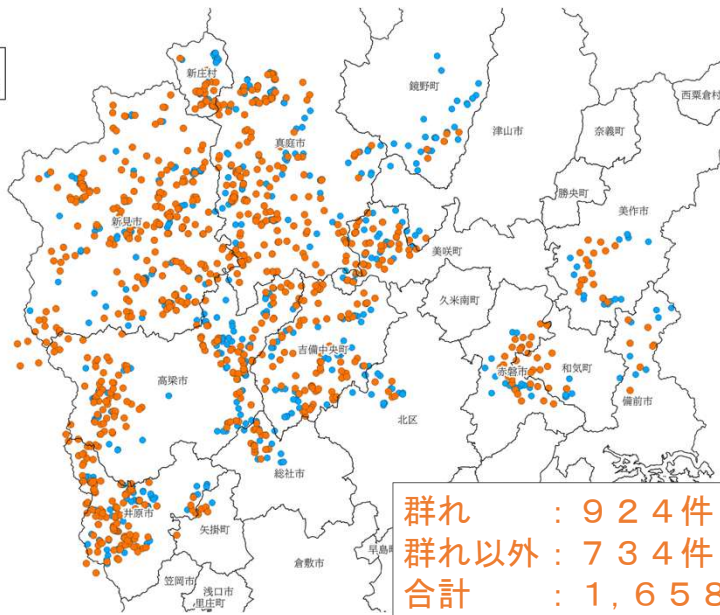 新庄村
鏡野町
西粟倉村
津山市
奈義町
真庭市
勝央町
美作市
新見市
美咲町
久米南町
吉備中央町
赤磐市
和気町
高梁市
備前市
北区
総社市
井原市
矢掛町
倉敷市
早島町
笠岡市
浅口市
里庄町
群れ　　：９２４件
群れ以外：７３４件
合計　　：１,６５８